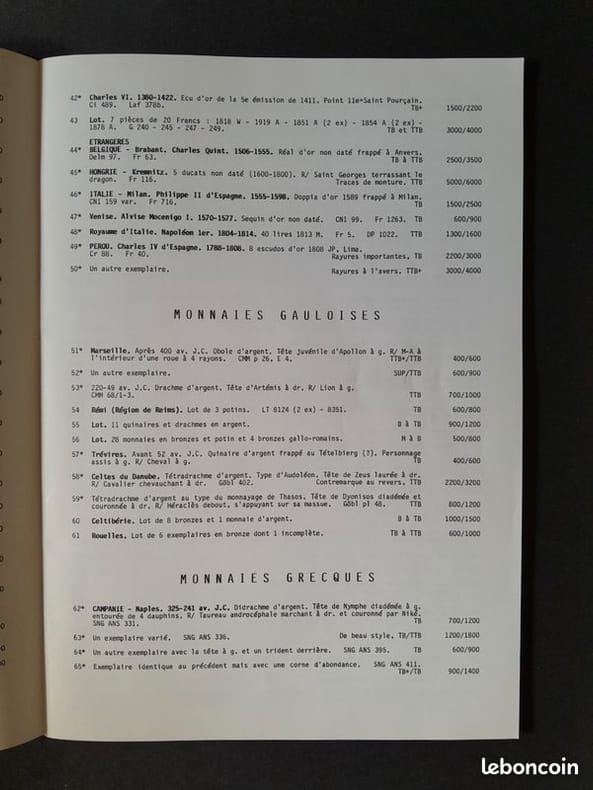 42* Charles VI. 1380-1422. Ecu d'or de la 5e émission de 1411. Point 11e=Saint Pourçain.
Ci 489. Laf 378b. TB+ 1500/2200
43 Lot. 7 pièces de 20 Francs : 1818 W - 1919 A - 1851 A (2 ex) - 1854 A (2 ex) -
1878 A. G 240 - 245 - 247 - 249. TB et TTB 3000/4000
ETRANGERES
44* BELGIQUE - Brabant. Charles Quint. 1506-1555. Réal d'or non daté frappé à Anvers.
Delm 97. Fr 63. TB à TTB 2500/3500
45* HONGRIE - Kremnitz. 5 ducats non daté (1600-1800). R/ Saint Georges terrassant le
dragon. Fr 116. Traces de monture. TTB 5000/6000
46* ITALIE - Milan. Philippe II d'Espagne. 1555-1598. Doppia d'or 1589 frappé à Milan.
CNI 159 var. Fr 716. TB 1500/2500
47* Venise. Alvise Mocenigo I. 1570-1577. Sequin d'or non daté. CNI 99. Fr 1263. TB 600/900
48* Royaume d'Italie. Napoléon 1er. 1804-1814. 40 lires 1813 M. Fr 5. DP 1022. TTB 1300/1600
49* PEROU. Charles IV d'Espagne. 1788-1808. 8 escudos d'or 1808 JP, Lima.
Cr 88. Fr 40. Rayures importantes, TB 2200/3000
50* Un autre exemplaire. Rayures à l'avers. TTB+ 3000/4000
MONNAIES GAULOISES
51* Marseille. Après 400 av. J.C. Obole d'argent. Tête juvénile d'Apollon à g. R/ M-A à
l'intérieur d'une roue à 4 rayons. CMM p 26, E 4. TTB+/TTB 400/600
52* Un autre exemplaire. SUP/TTB 600/900
53* 220-49 av. J.C. Drachme d'argent. Tête d'Artémis à dr. R/ Lion à g.
CMM 68/1-3. TTB 700/1000
54 Rémi (Région de Reims). Lot de 3 potins. LT 8124 (2 ex) - 8351. TB 600/800
55 Lot. 11 quinaires et drachmes en argent. B à TB 900/1200
56 Lot. 28 monnaies en bronzes et potin et 4 bronzes gallo-romains. M à B 500/800
57* Trévires. Avant 52 av. J.C. Quinaire d'argent frappé au Tételbierg (?). Personnage
assis à g. R/ Cheval à g. TB 400/600
58* Celtes du Danube. Tétradrachme d'argent. Type d'Audoléon. Tête de Zeus laurée à dr.
R/ Cavalier chevauchant à dr. Göbl 402. Contremarque au revers, TTB 2200/3200
59* Tétradrachme d'argent au type du monnayage de Thasos. Tête de Dyonisos diadémée et
couronnée à dr. R/ Héraclès debout, s'appuyant sur sa massue. Göbl pl 48. TTB 800/1200
60 Celtibérie. Lot de 8 bronzes et 1 monnaie d'argent. B à TB 1000/1500
61 Rouelles. Lot de 6 exemplaires en bronze dont 1 incomplète. TB à TTB 600/1000
MONNAIES GRECQUES
62* CAMPANIE - Naples. 325-241 av. J.C. Didrachme d'argent. Tête de Nymphe diadémée à g.
entourée de 4 dauphins. R/ Taureau androcéphale marchant à dr. et couronné par Niké.
SNG ANS 331. TB 700/1200
63* Un exemplaire varié. SNG ANS 336. De beau style. TB/TTB 1200/1800
64* Un autre exemplaire avec la tête à g. et un trident derrière. SNG ANS 395. TB 600/900
65* Exemplaire identique au précédent mais avec une corne d'abondance. SNG ANS 411.
TB+/TB 900/1400
leboncoin